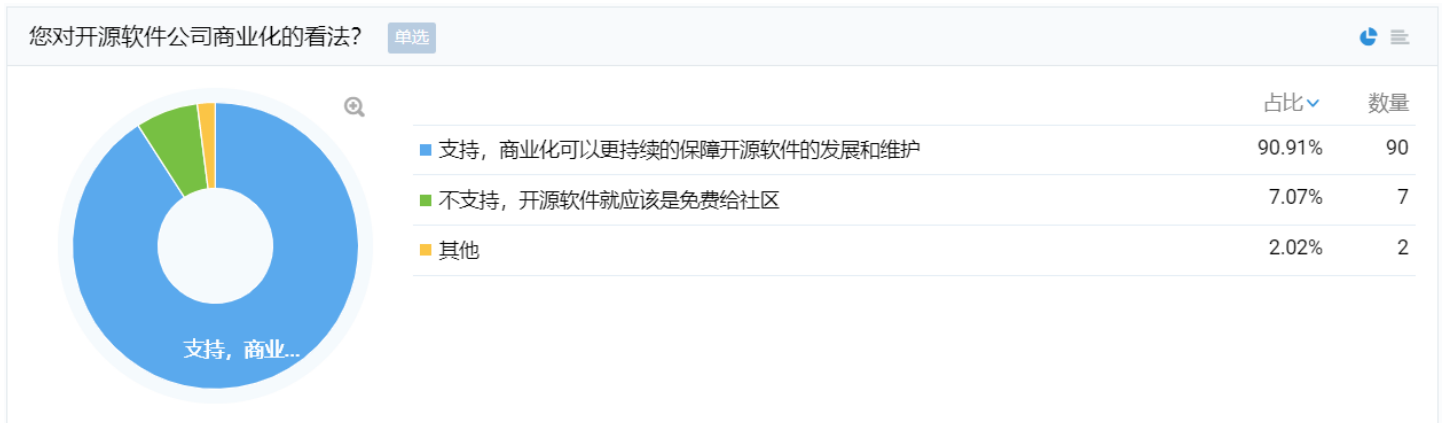 您对开源软件公司商业化的看法？ 单选
占比 数量
支持，商业化可以更持续的保障开源软件的发展和维护 90.91% 90
不支持，开源软件就应该是免费给社区 7.07% 7
其他 2.02% 2
支持，商业...